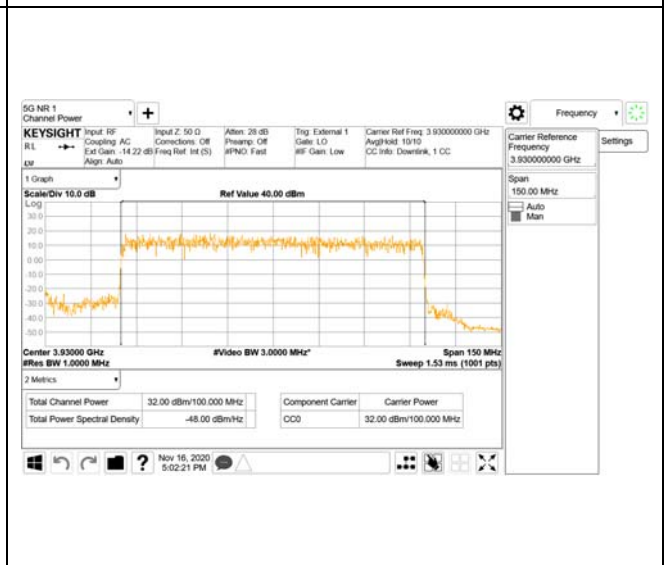 5G NR 1
Channel Power
+
Frequency
KEYSIGHT Input: RF Input Z: 50 Ω Atten: 28 dB Trig: External 1 Carrier Ref Freq: 3.930000000 GHz
RL Coupling: AC Corrections: Off Preamp: Off Gate: LO Avg|Hold: 10/10
Ext Gain: -14.22 dB Freq Ref: Int (S) #PNO: Fast #IF Gain: Low CC Info: Downlink, 1 CC
Align: Auto
Carrier Reference
Frequency
3.930000000 GHz
Settings
Span
150.00 MHz
Auto
Man
1 Graph
Scale/Div 10.0 dB Ref Value 40.00 dBm
Log
30.0
20.0
10.0
0.00
-10.0
-20.0
-30.0
-40.0
-50.0
Center 3.93000 GHz #Video BW 3.0000 MHz* Span 150 MHz
#Res BW 1.0000 MHz Sweep 1.53 ms (1001 pts)
2 Metrics
Total Channel Power 32.00 dBm/100.000 MHz Component Carrier Carrier Power
Total Power Spectral Density -48.00 dBm/Hz CC0 32.00 dBm/100.000 MHz
? Nov 16, 2020
5:02:21 PM